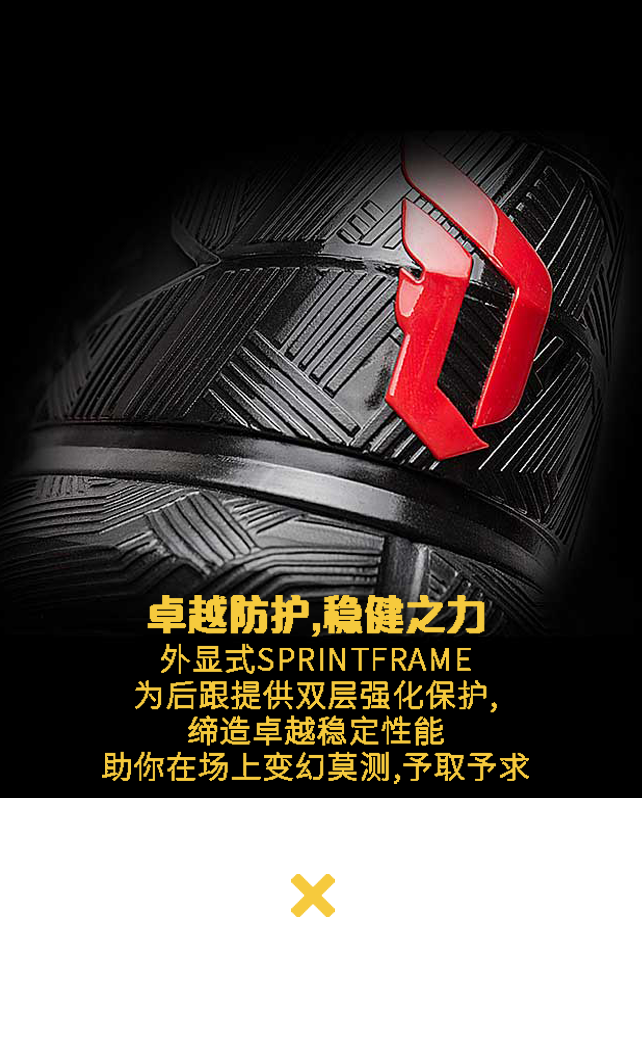 卓越防护,稳健之力
外显式SPRINTFRAME
为后跟提供双层强化保护,
缔造卓越稳定性能
助你在场上变幻莫测,予取予求